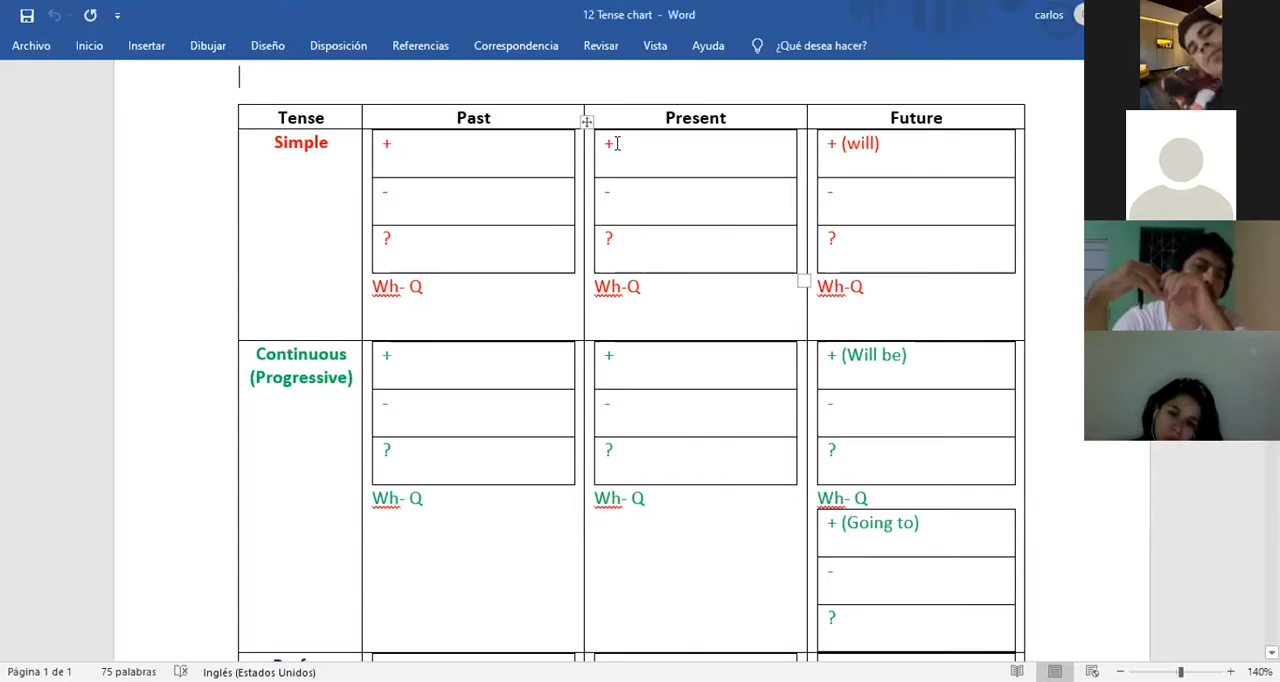 12 Tense chart - Word
carlos
Archivo Inicio Insertar Dibujar Diseño Disposición Referencias Correspondencia Revisar Vista Ayuda ¿Qué desea hacer?
Tense Past Present Future
Simple
+ + + (will)
- - -
? ? ?
Wh- Q Wh-Q Wh-Q
Continuous
(Progressive)
+ + + (Will be)
- - -
? ? ?
Wh- Q Wh- Q Wh- Q
+ (Going to)
-
?
Página 1 de 1 75 palabras Inglés (Estados Unidos) 140%